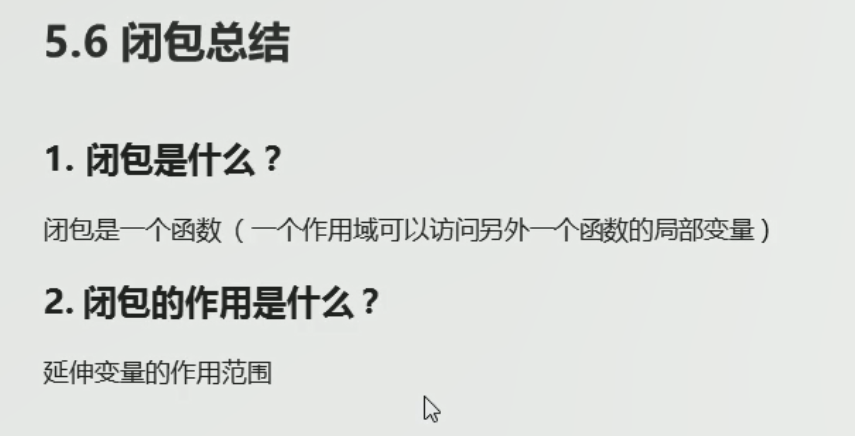 5.6 闭包总结
1. 闭包是什么？
闭包是一个函数（一个作用域可以访问另外一个函数的局部变量）
2. 闭包的作用是什么？
延伸变量的作用范围